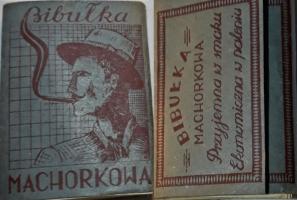 Bibułka
MACHORKOWA
BIBUŁKA
MACHORKOWA
Przyjemna w smaku
Ekonomiczna w paleniu